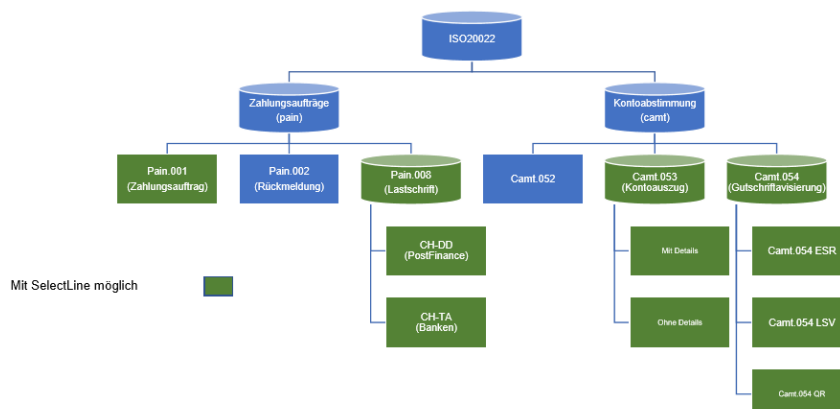 ISO20022
Zahlungsaufträge
(pain)
Kontoabstimmung
(camt)
Pain.001
(Zahlungsauftrag)
Pain.002
(Rückmeldung)
Pain.008
(Lastschrift)
Camt.052
Camt.053
(Kontoauszug)
Camt.054
(Gutschriftavisierung)
CH-DD
(PostFinance)
Mit Details
Camt.054 ESR
Mit SelectLine möglich
CH-TA
(Banken)
Ohne Details
Camt.054 LSV
Camt.054 QR